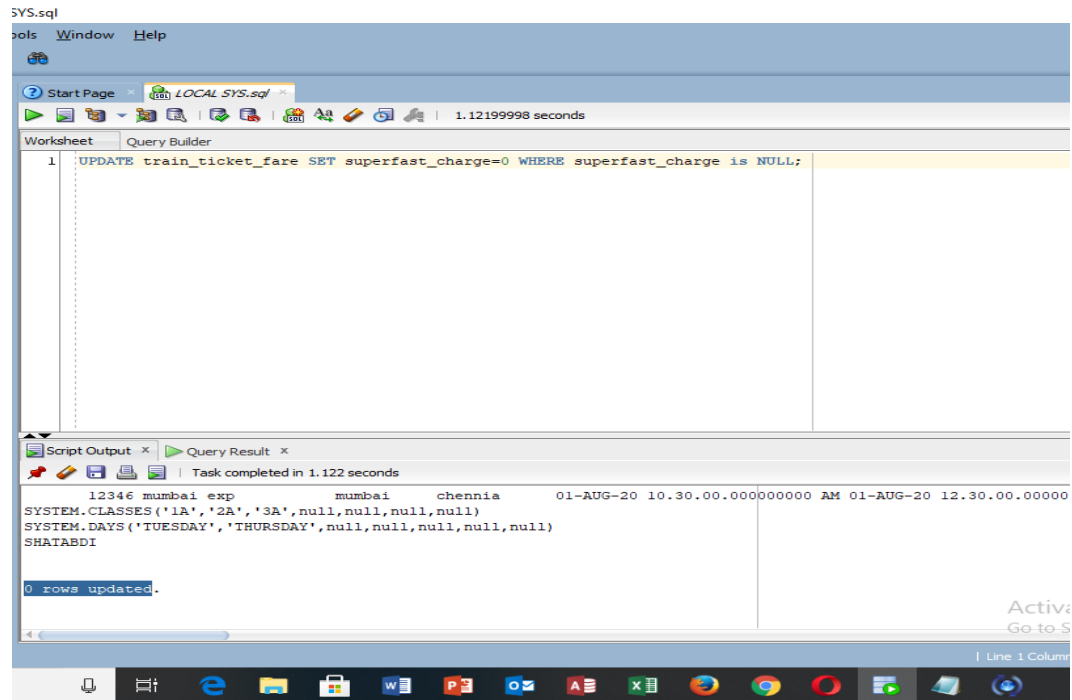 SYS.sql
ools Window Help
Start Page LOCAL SYS.sql
1.12199998 seconds
Worksheet Query Builder
1 UPDATE train_ticket_fare SET superfast_charge=0 WHERE superfast_charge is NULL;
Script Output × Query Result ×
Task completed in 1.122 seconds
12346 mumbai exp mumbai chennia 01-AUG-20 10.30.00.000000000 AM 01-AUG-20 12.30.00.00000
SYSTEM.CLASSES('1A','2A','3A',null,null,null,null)
SYSTEM.DAYS('TUESDAY','THURSDAY',null,null,null,null,null)
SHATABDI
0 rows updated.
Activa
Go to S
| Line 1 Column